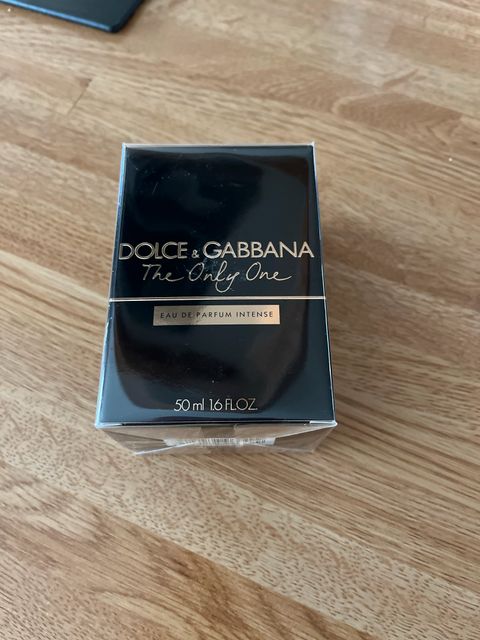 DOLCE & GABBANA
The Only One
EAU DE PARFUM INTENSE
50 ml 1.6 FL.OZ.